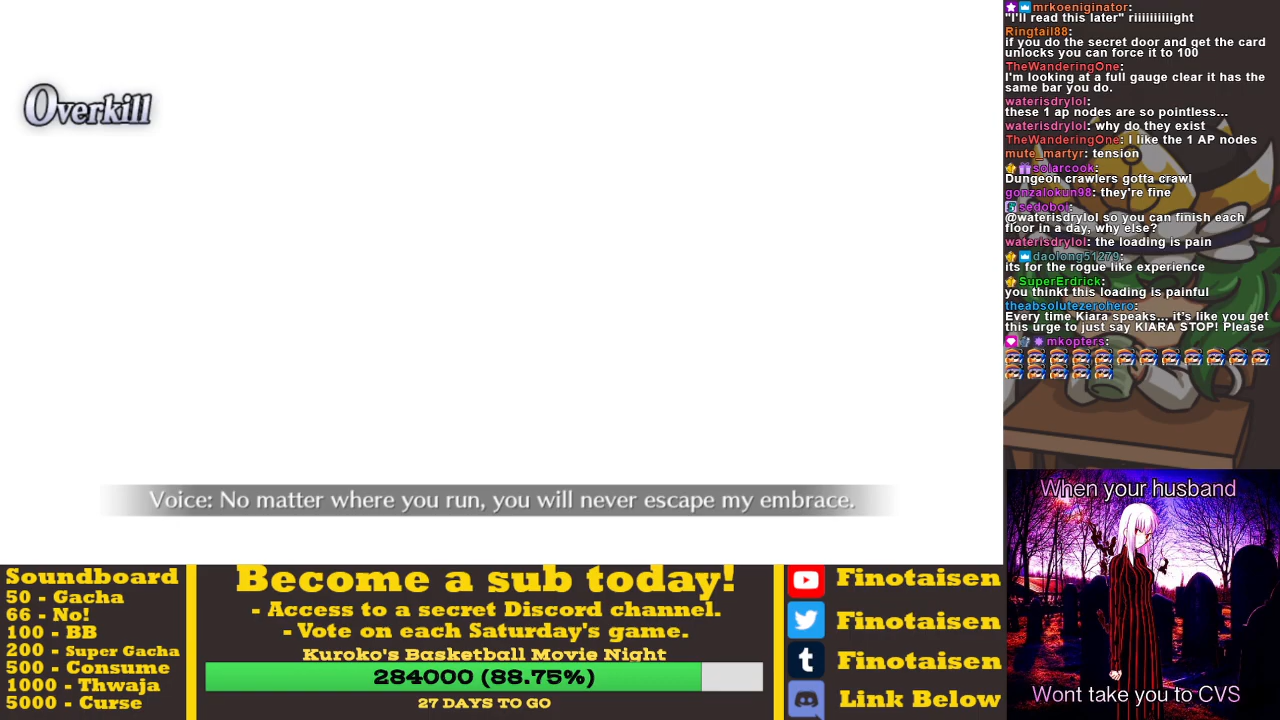 Overkill
Voice: No matter where you run, you will never escape my embrace.
mrkoeniginator:
"I'll read this later" riiiiiiiiiight
Ringtail88:
if you do the secret door and get the card
unlocks you can force it to 100
TheWanderingOne:
I'm looking at a full gauge clear it has the
same bar you do.
waterisdrylol:
these 1 ap nodes are so pointless...
waterisdrylol: why do they exist
TheWanderingOne: I like the 1 AP nodes
mute_martyr: tension
solarcook:
Dungeon crawlers gotta crawl
gonzalokun98: they're fine
sedoboi:
@waterisdrylol so you can finish each
floor in a day, why else?
waterisdrylol: the loading is pain
daolong51279:
its for the rogue like experience
SuperErdrick:
you thinkt this loading is painful
theabsolutezerohero:
Every time Kiara speaks... it's like you get
this urge to just say KIARA STOP! Please
mkopters:
When your husband
Wont take you to CVS
Soundboard
50 - Gacha
66 - No!
100 - BB
200 - Super Gacha
500 - Consume
1000 - Thwaja
5000 - Curse
Become a sub today!
- Access to a secret Discord channel.
- Vote on each Saturday's game.
Kuroko's Basketball Movie Night
284000 (88.75%)
27 DAYS TO GO
Finotaisen
Finotaisen
Finotaisen
Link Below